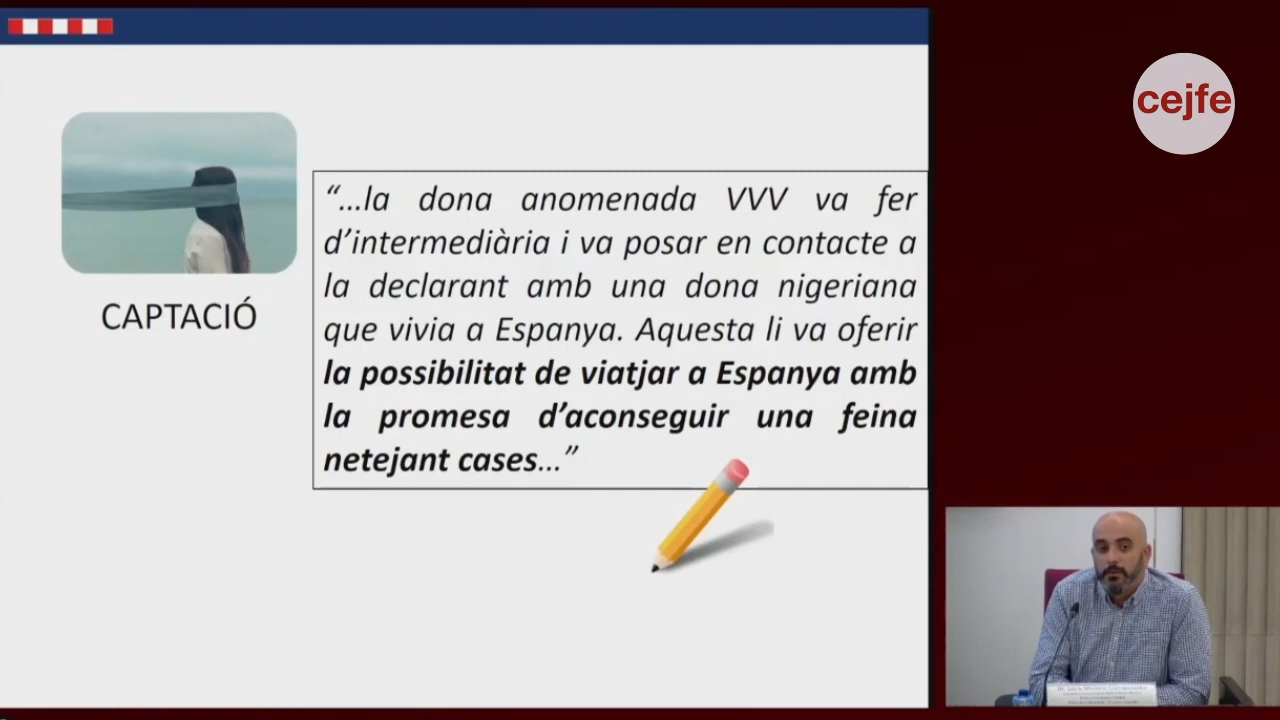 cejfe
CAPTACIÓ
“...la dona anomenada VVV va fer
d’intermediària i va posar en contacte a
la declarant amb una dona nigeriana
que vivia a Espanya. Aquesta li va oferir
la possibilitat de viatjar a Espanya amb
la promesa d’aconseguir una feina
netejant cases...”